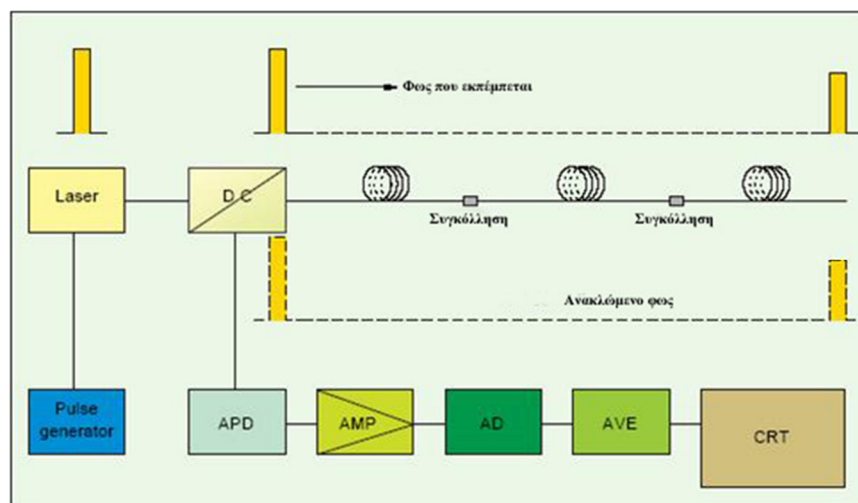 Φως που εκπέμπεται
Laser
D C
Συγκόλληση
Συγκόλληση
Ανακλώμενο φως
Pulse
generator
APD
AMP
AD
AVE
CRT